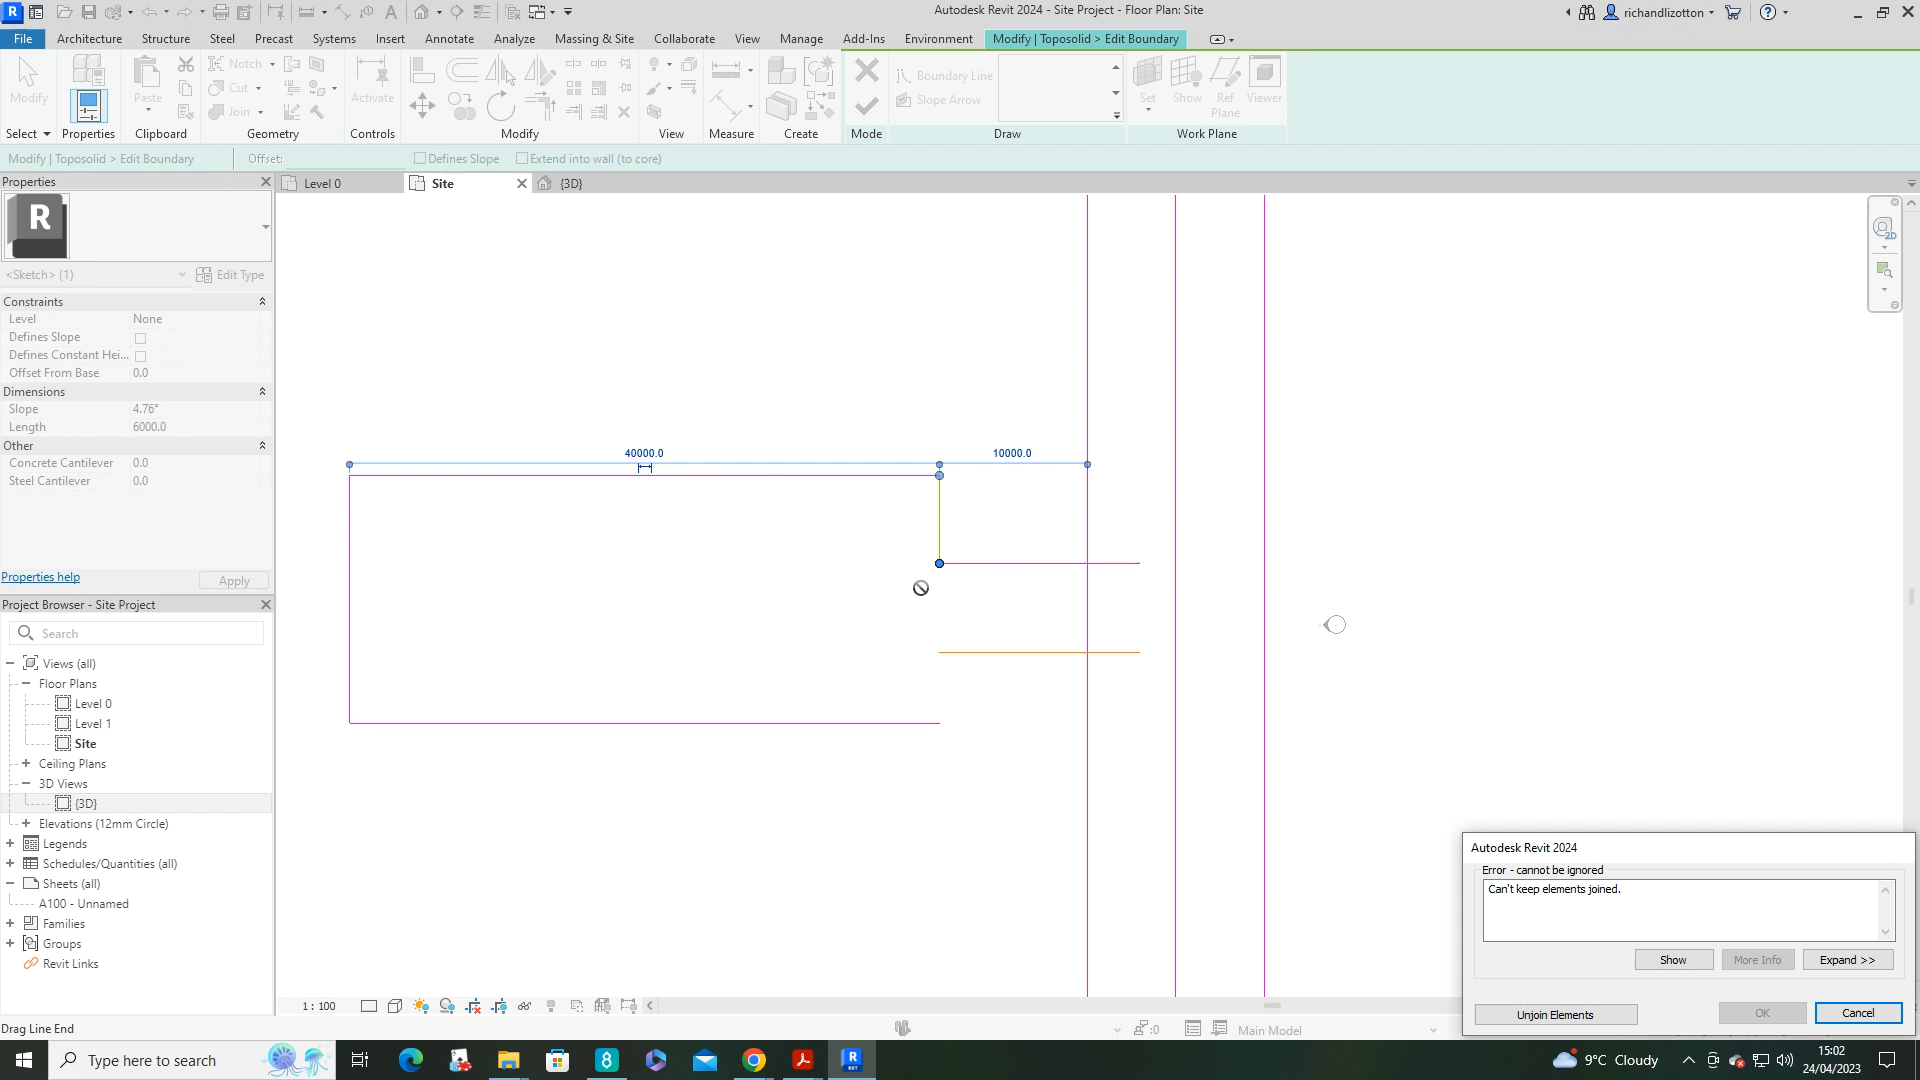 Autodesk Revit 2024 - Site Project - Floor Plan: Site
richandlizotton
File
Architecture
Structure
Steel
Precast
Systems
Insert
Annotate
Analyze
Massing & Site
Collaborate
View
Manage
Add-Ins
Environment
Modify | Toposolid > Edit Boundary
Modify
Paste
Notch
Cut
Join
Activate
Boundary Line
Slope Arrow
Set
Show
Ref
Plane
Viewer
Select
Properties
Clipboard
Geometry
Controls
Modify
View
Measure
Create
Mode
Draw
Work Plane
Modify | Toposolid > Edit Boundary
Offset:
Defines Slope
Extend into wall (to core)
Properties
Level 0
Site
{3D}
R
<Sketch> (1)
Edit Type
Constraints
Level None
Defines Slope
Defines Constant Hei...
Offset From Base 0.0
Dimensions
Slope 4.76°
Length 6000.0
Other
Concrete Cantilever 0.0
Steel Cantilever 0.0
Properties help
Apply
40000.0
10000.0
2D
Project Browser - Site Project
Search
Views (all)
Floor Plans
Level 0
Level 1
Site
Ceiling Plans
3D Views
{3D}
Elevations (12mm Circle)
Legends
Schedules/Quantities (all)
Sheets (all)
A100 - Unnamed
Families
Groups
Revit Links
Autodesk Revit 2024
Error - cannot be ignored
Can't keep elements joined.
Show
More Info
Expand >>
Unjoin Elements
OK
Cancel
1 : 100
Drag Line End
:0
Main Model
Type here to search
9°C Cloudy
15:02
24/04/2023